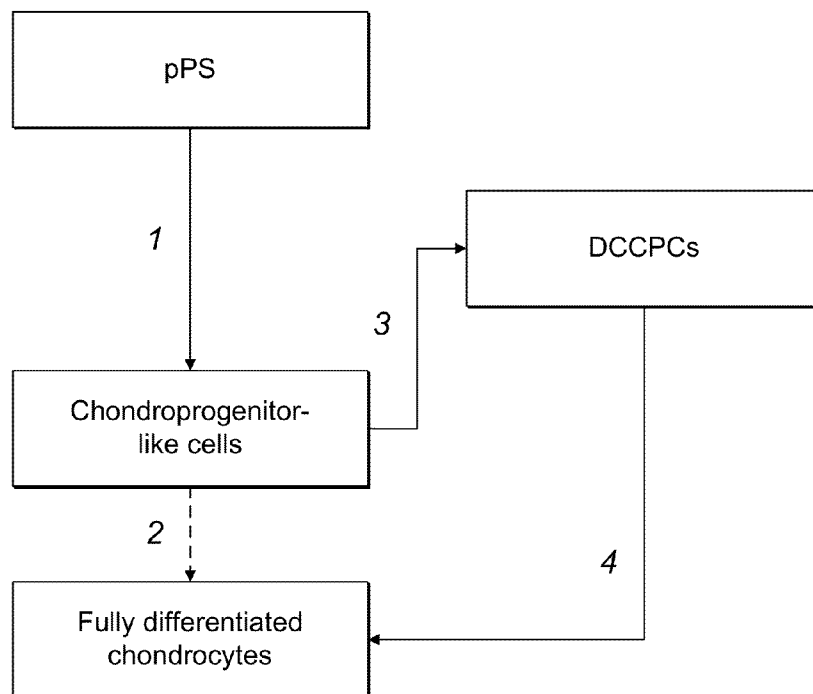 pPS
1
DCCPCs
3
Chondroprogenitor-
like cells
2
4
Fully differentiated
chondrocytes